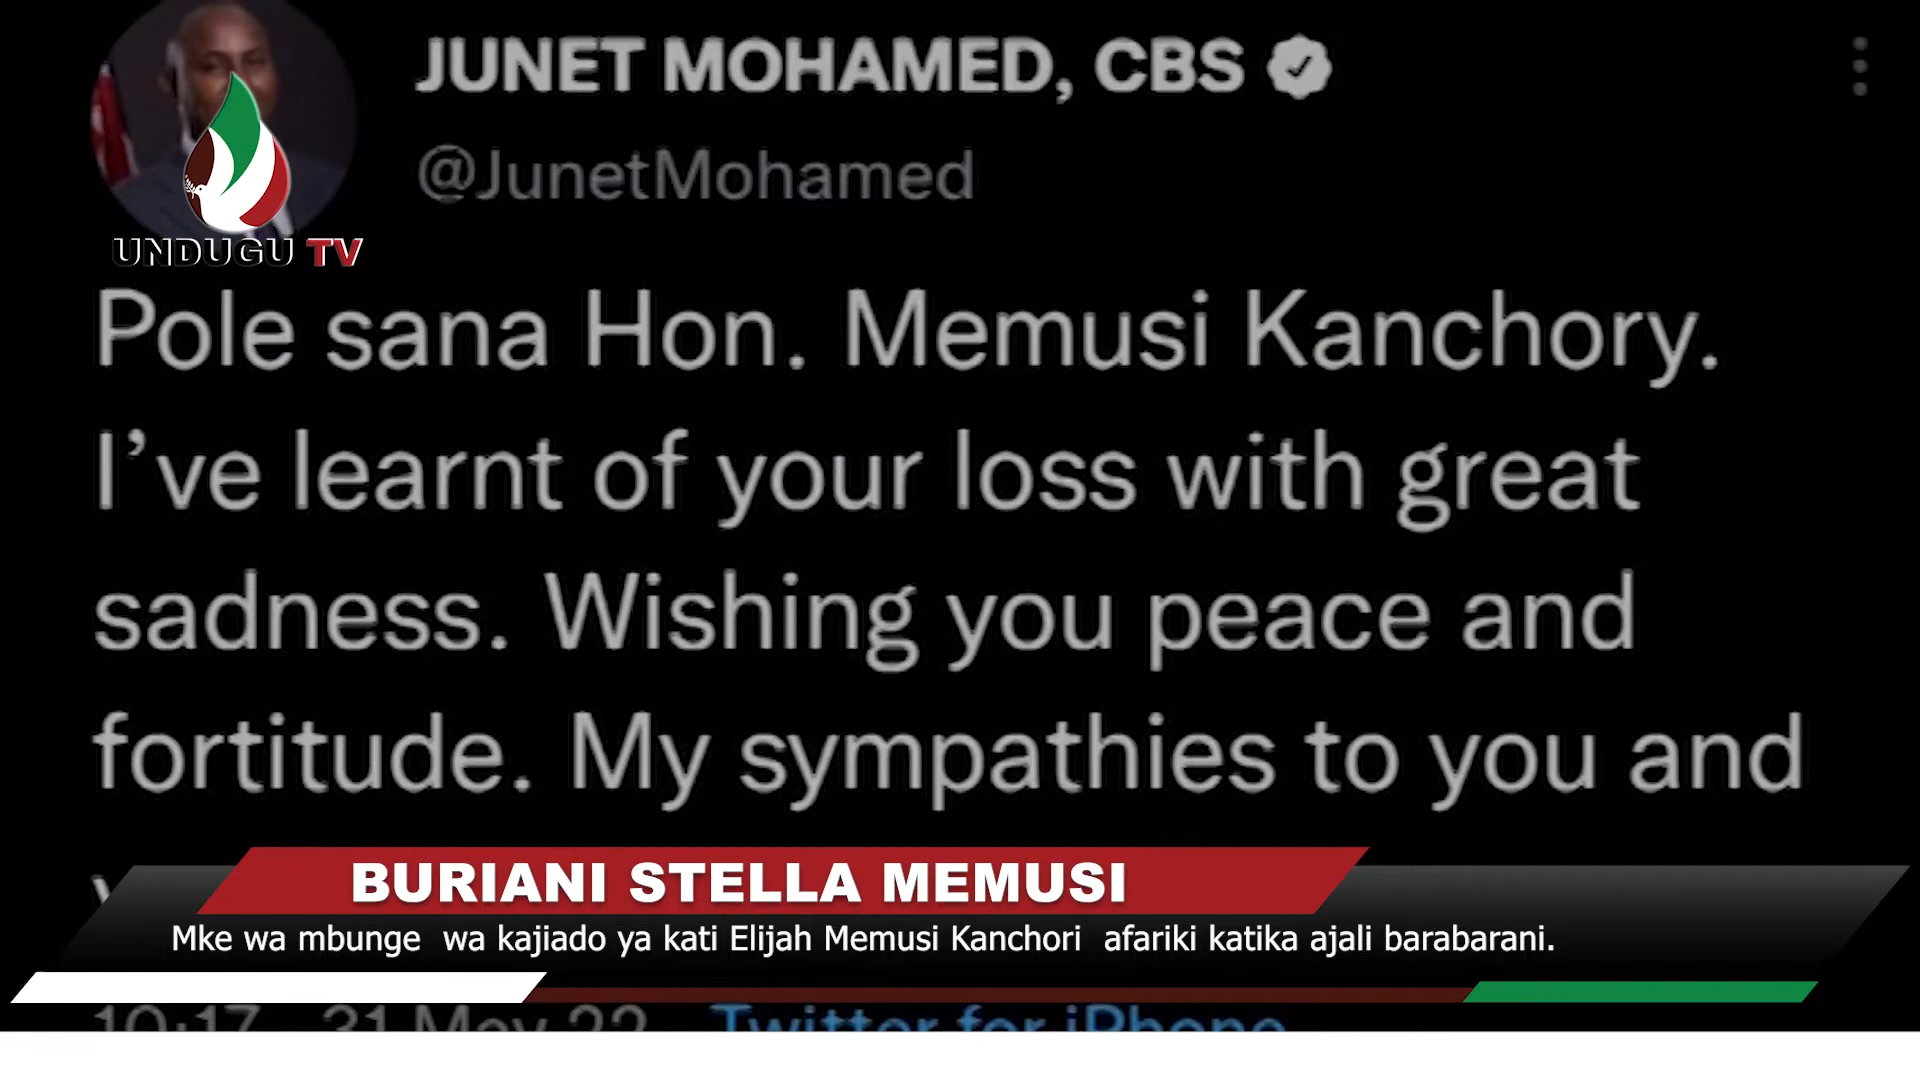 JUNET MOHAMED, CBS
@JunetMohamed
UNDUGU TV
Pole sana Hon. Memusi Kanchory.
I’ve learnt of your loss with great
sadness. Wishing you peace and
fortitude. My sympathies to you and
BURIANI STELLA MEMUSI
Mke wa mbunge wa kajiado ya kati Elijah Memusi Kanchori afariki katika ajali barabarani.
10:17 31 May 22 Twitter for iPhone